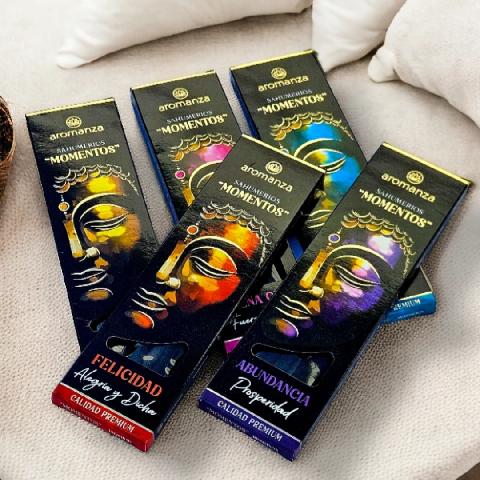 aromanza
SAHUMERIOS
"MOMENTOS"
aromanza
SAHUMERIOS
"MOMENTOS"
aromanza
SAHUMERIOS
"MOMENTOS"
aromanza
SAHUMERIOS
"MOMENTOS"
FELICIDAD
Alegria y Dicha
CALIDAD PREMIUM
aromanza
SAHUMERIOS
"MOMENTOS"
ABUNDANCIA
Prosperidad
CALIDAD PREMIUM
PREMIUM